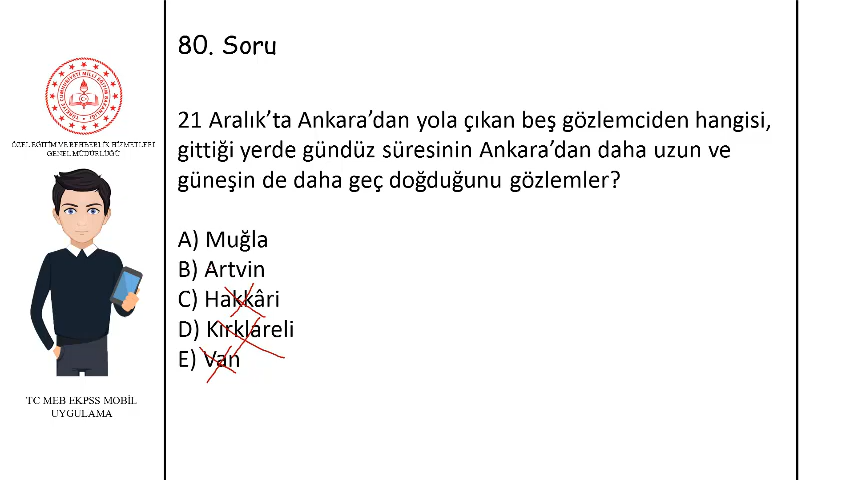 80. Soru
ÖZEL EĞİTİM VE REHBERLİK HİZMETLERİ
GENEL MÜDÜRLÜĞÜ
21 Aralık’ta Ankara’dan yola çıkan beş gözlemciden hangisi,
gittiği yerde gündüz süresinin Ankara’dan daha uzun ve
güneşin de daha geç doğduğunu gözlemler?
A) Muğla
B) Artvin
C) Hakkâri
D) Kırklareli
E) Van
TC MEB EKPSS MOBİL
UYGULAMA